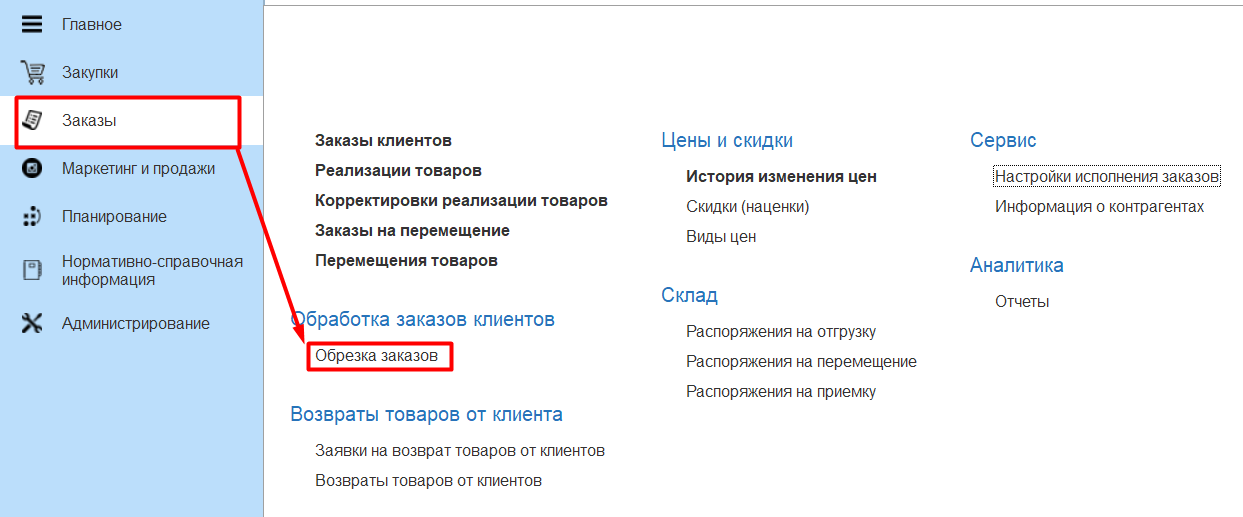 Главное
Закупки
Заказы
Маркетинг и продажи
Планирование
Нормативно-справочная
информация
Администрирование
Заказы клиентов
Реализации товаров
Корректировки реализации товаров
Заказы на перемещение
Перемещения товаров
Обработка заказов клиентов
Обрезка заказов
Возвраты товаров от клиента
Заявки на возврат товаров от клиентов
Возвраты товаров от клиентов
Цены и скидки
История изменения цен
Скидки (наценки)
Виды цен
Склад
Распоряжения на отгрузку
Распоряжения на перемещение
Распоряжения на приемку
Сервис
Настройки исполнения заказов
Информация о контрагентах
Аналитика
Отчеты